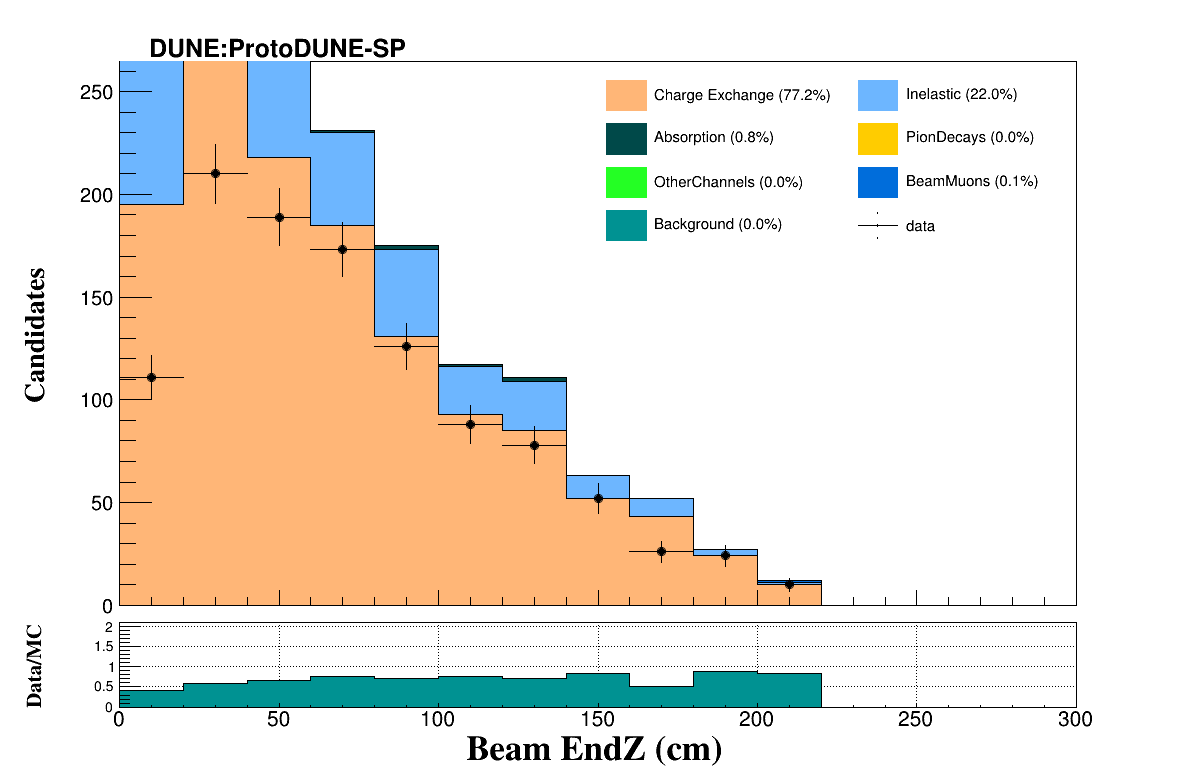 DUNE:ProtoDUNE-SP
Candidates
250
200
150
100
50
0
Charge Exchange (77.2%)
Inelastic (22.0%)
Absorption (0.8%)
PionDecays (0.0%)
OtherChannels (0.0%)
BeamMuons (0.1%)
Background (0.0%)
data
Data/MC
2
1.5
1
0.5
0
0 50 100 150 200 250 300
Beam EndZ (cm)